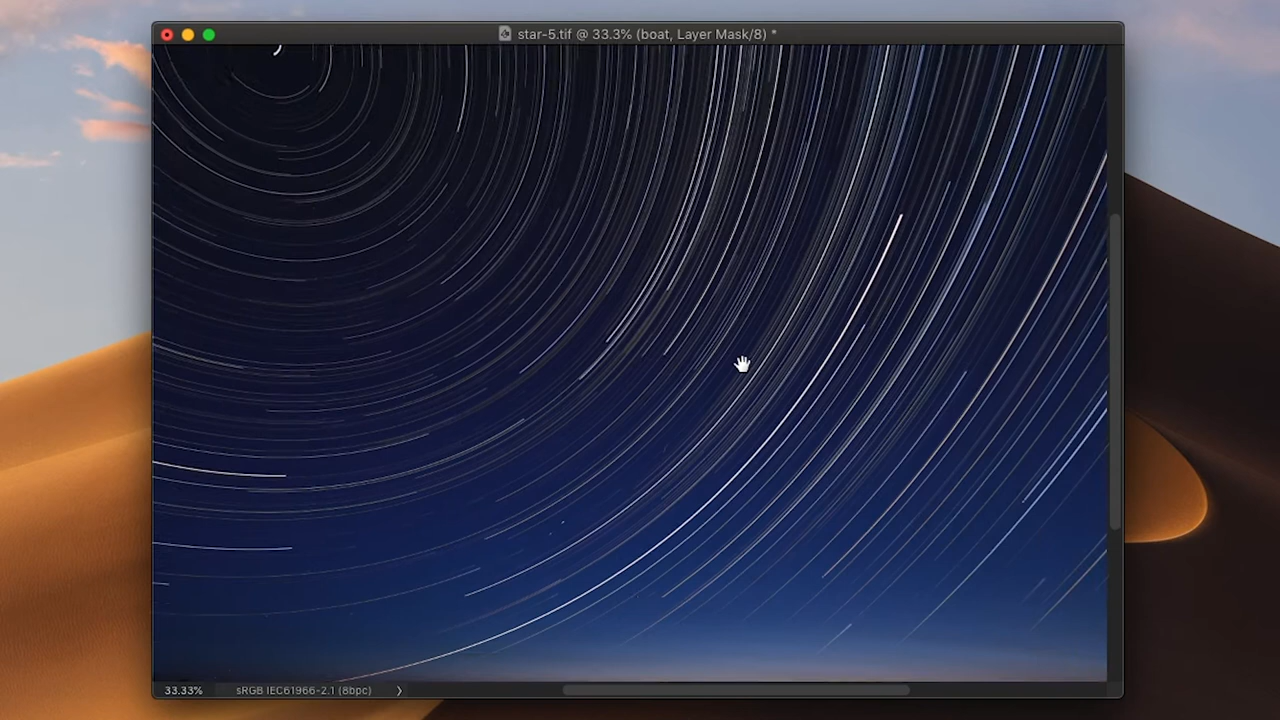 star-5.tif @ 33.3% (boat, Layer Mask/8) *
33.33%
sRGB IEC61966-2.1 (8bpc)